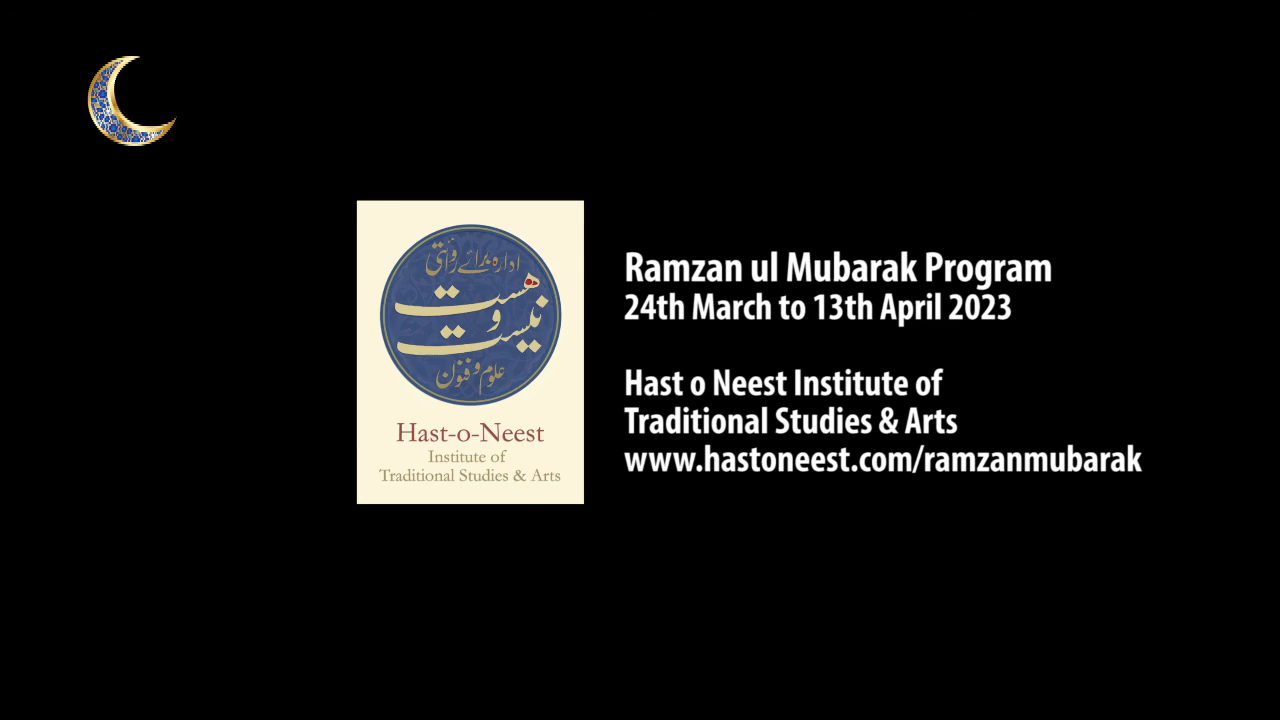 ادارہ برائے روایتی
ہست
و
نیست
علوم و فنون
Hast-o-Neest
Institute of
Traditional Studies & Arts
Ramzan ul Mubarak Program
24th March to 13th April 2023
Hast o Neest Institute of
Traditional Studies & Arts
www.hastoneest.com/ramzanmubarak